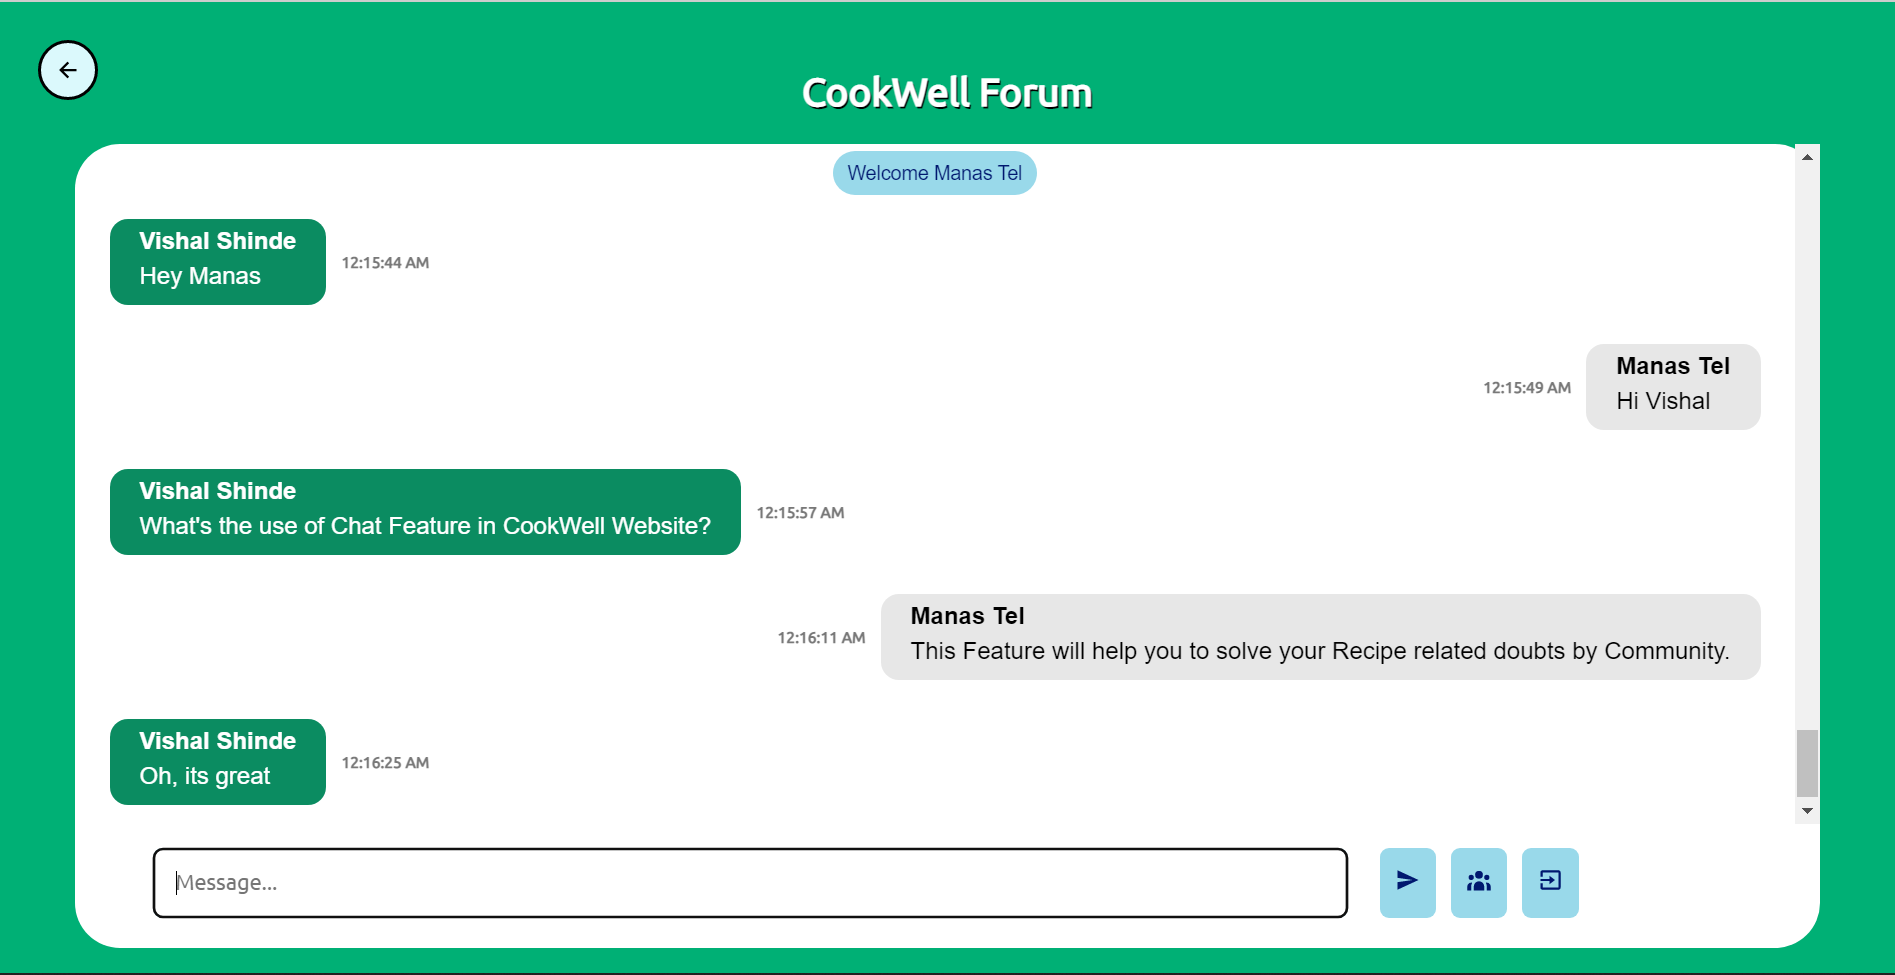 CookWell Forum
Welcome Manas Tel
Vishal Shinde
Hey Manas
12:15:44 AM
Manas Tel
Hi Vishal
12:15:49 AM
Vishal Shinde
What's the use of Chat Feature in CookWell Website?
12:15:57 AM
Manas Tel
This Feature will help you to solve your Recipe related doubts by Community.
12:16:11 AM
Vishal Shinde
Oh, its great
12:16:25 AM
Message...